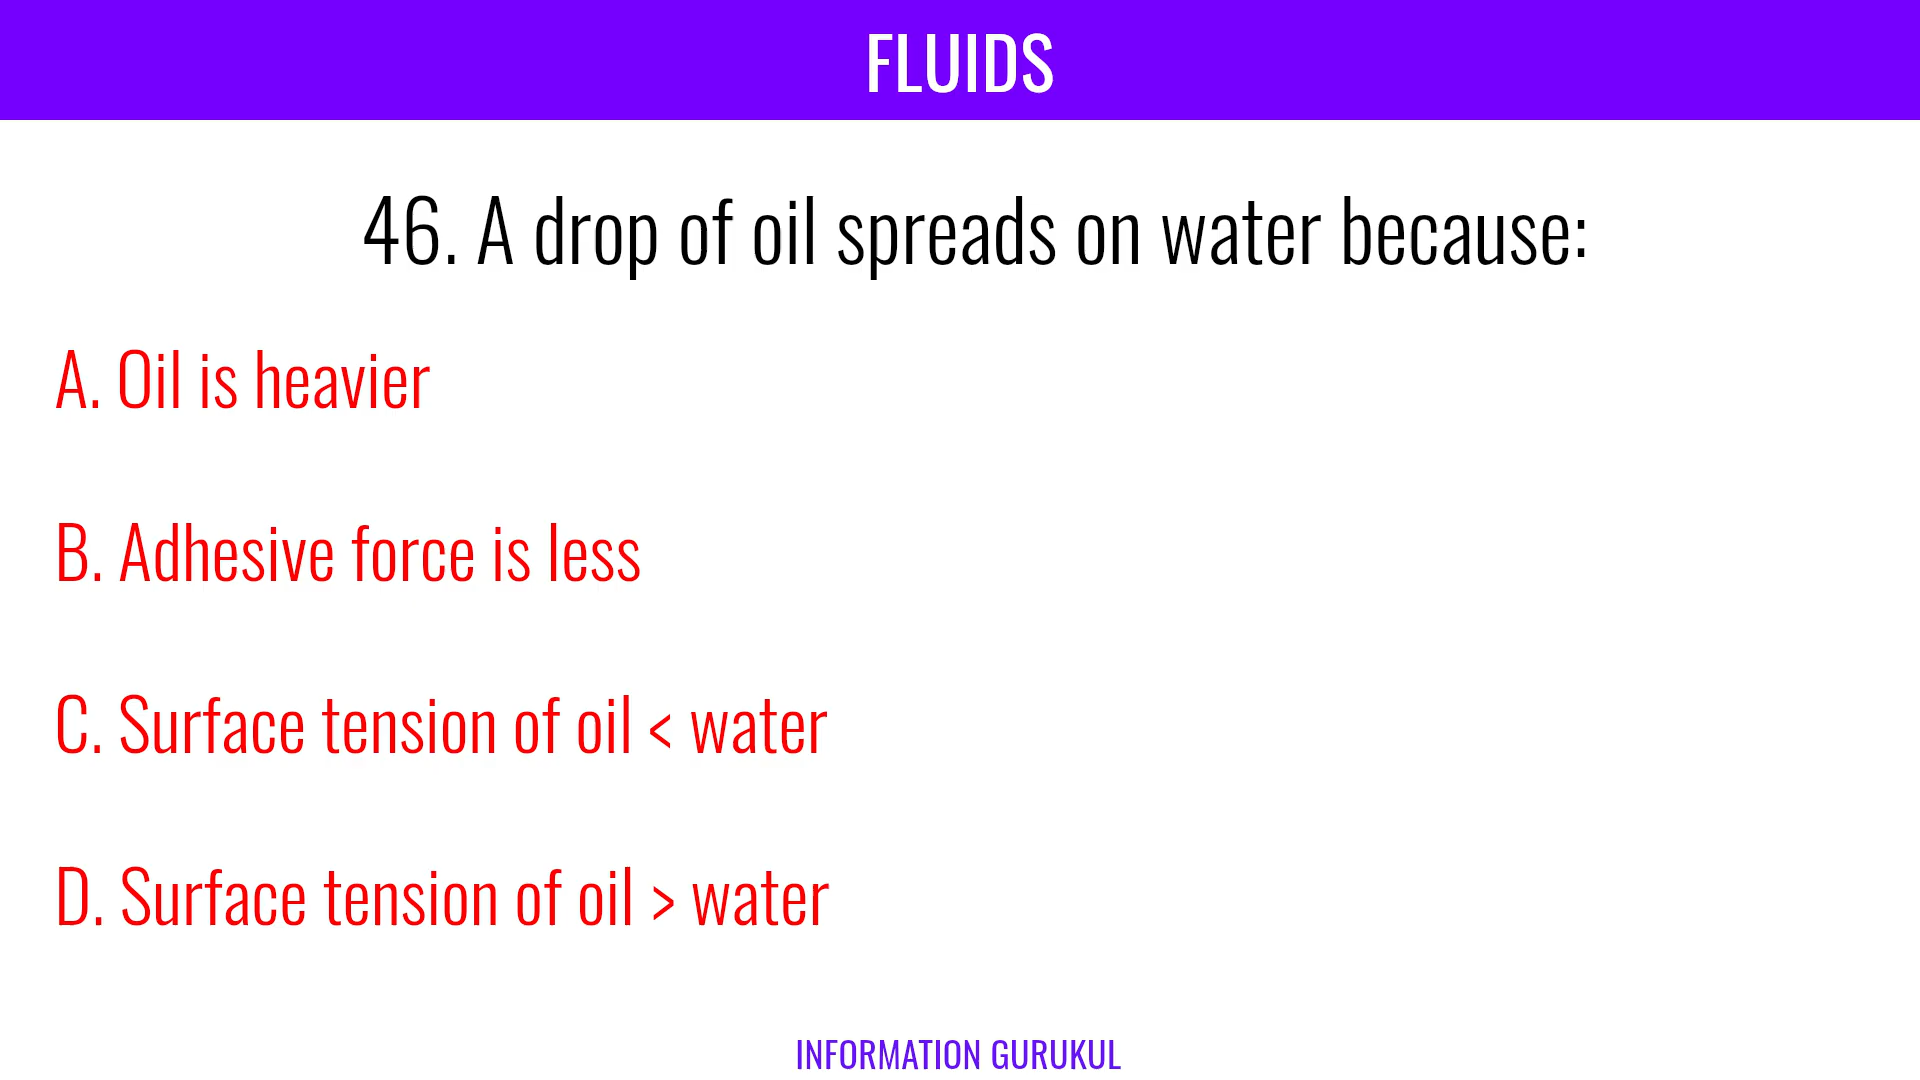 FLUIDS
46. A drop of oil spreads on water because:
A. Oil is heavier
B. Adhesive force is less
C. Surface tension of oil < water
D. Surface tension of oil > water
INFORMATION GURUKUL